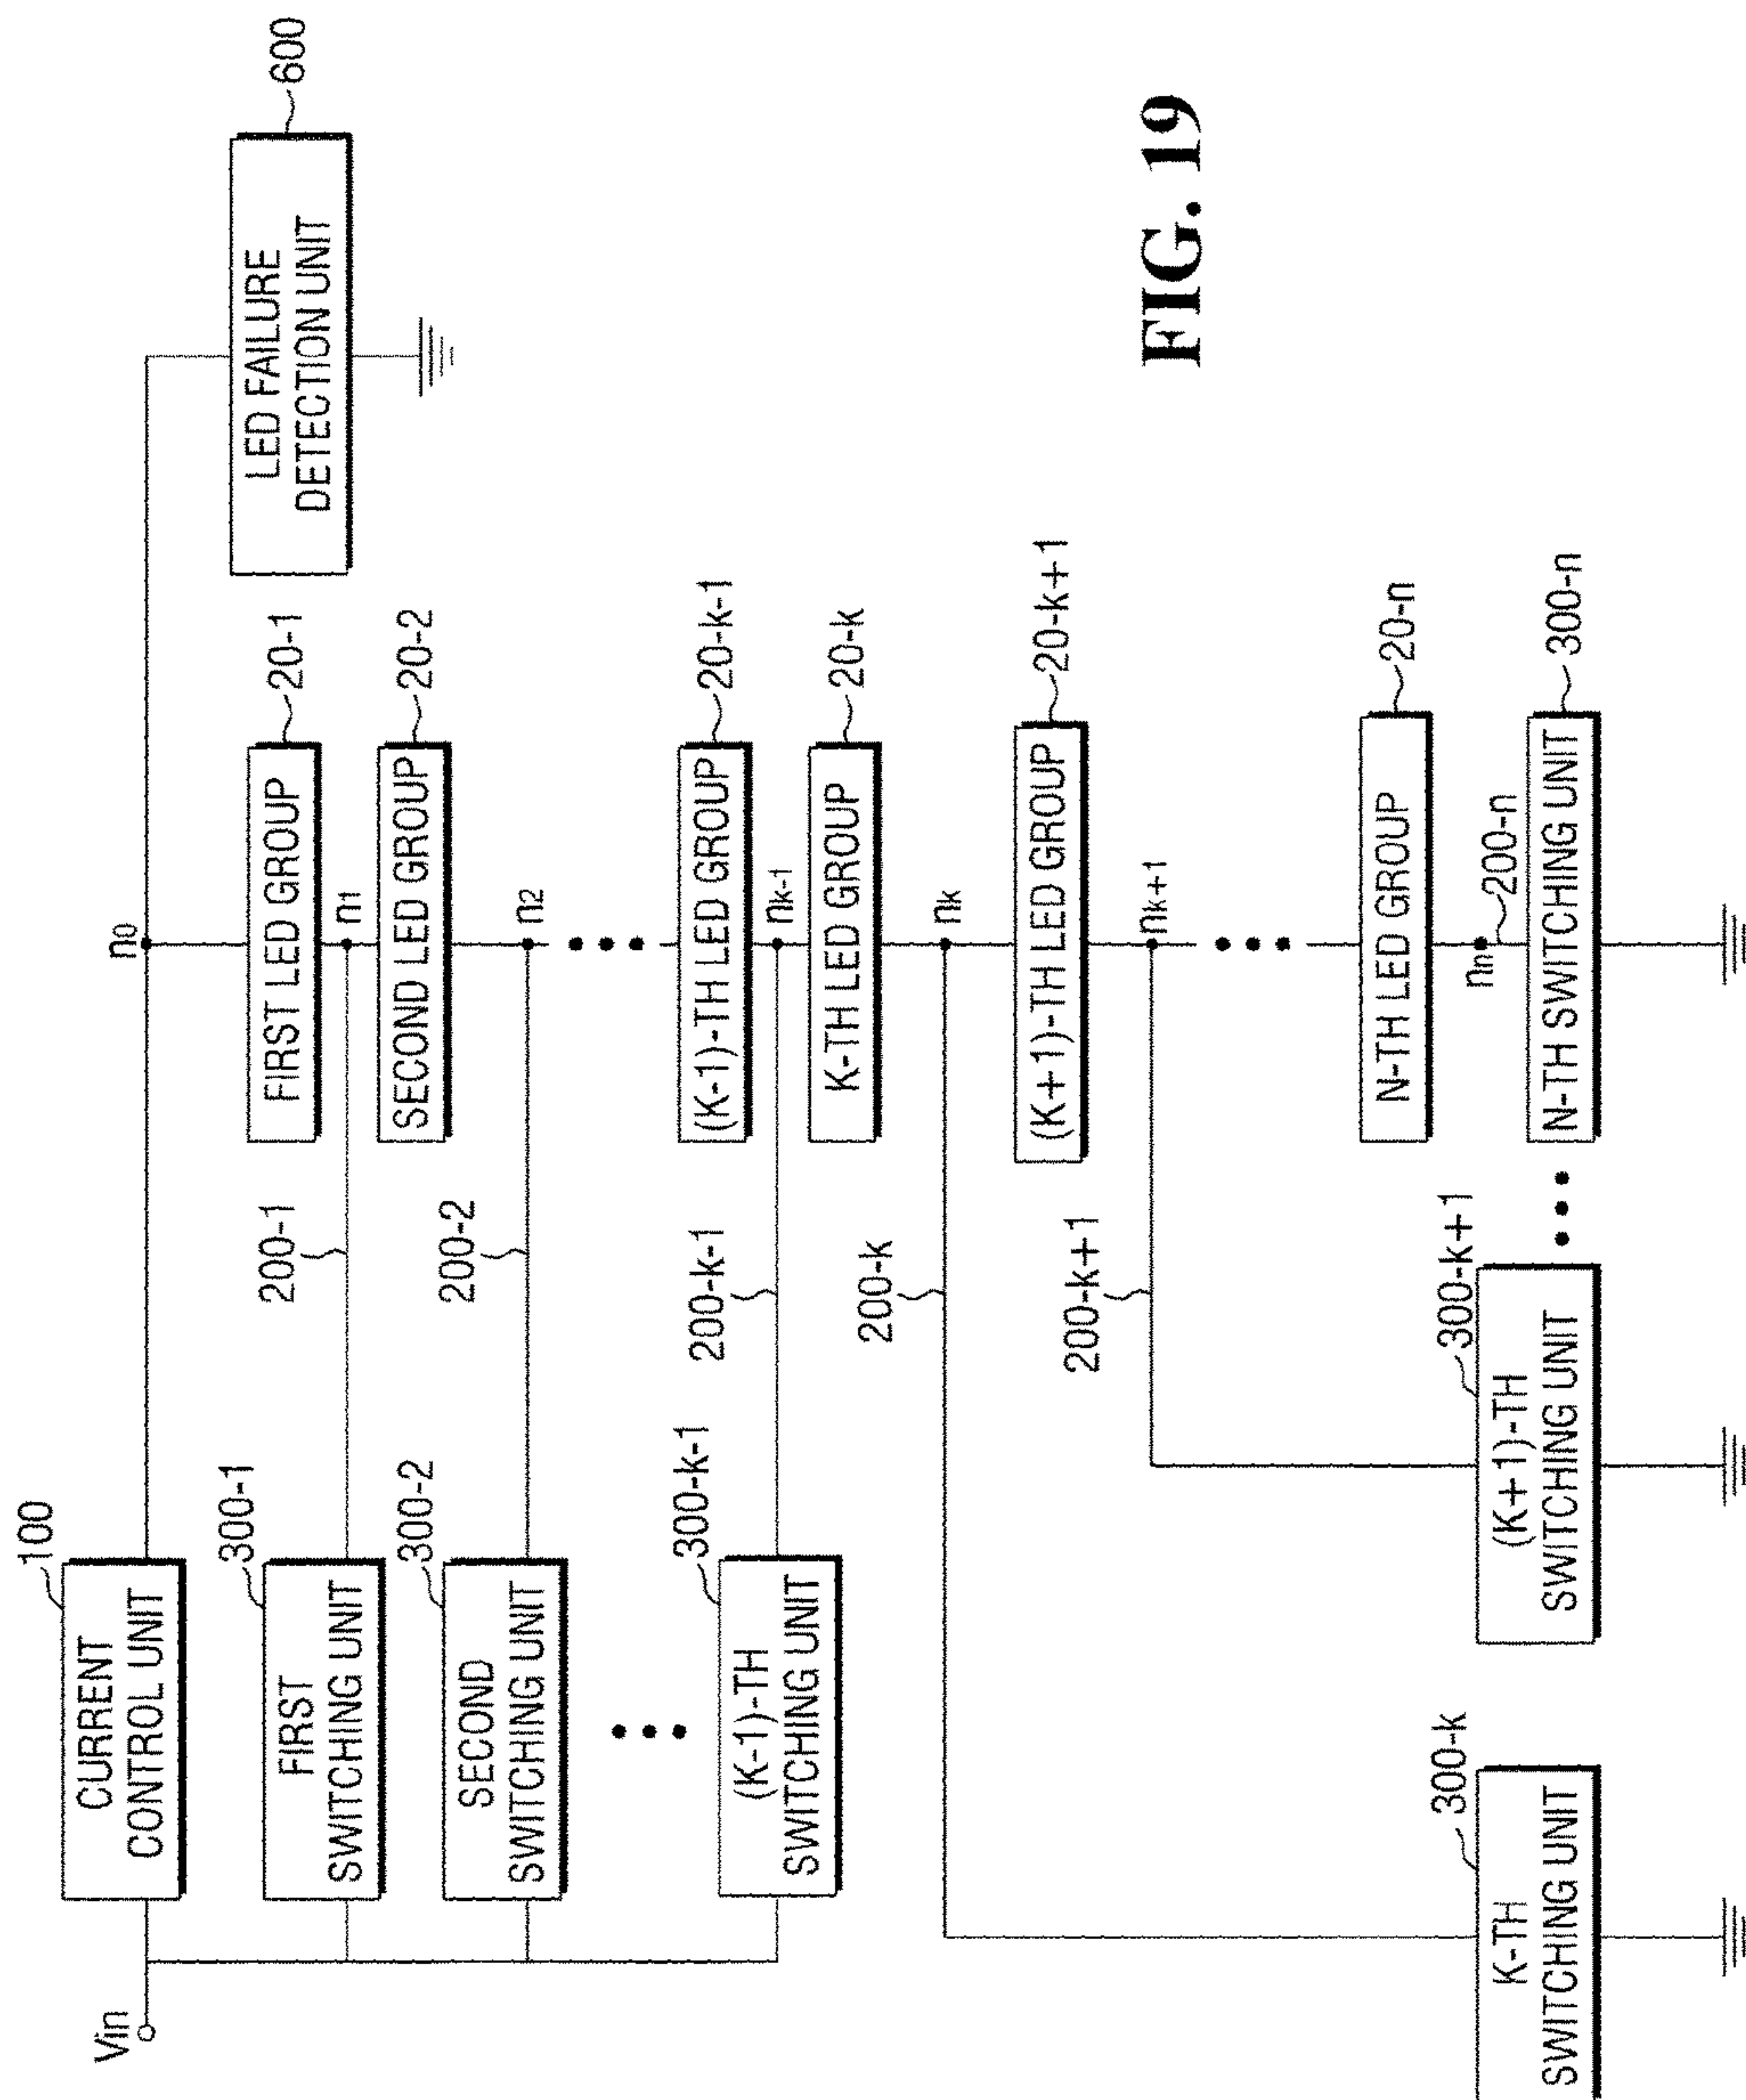 Vin
100
CURRENT
CONTROL UNIT
n0
LED FAILURE
DETECTION UNIT
600
300-1
FIRST
SWITCHING UNIT
200-1
FIRST LED GROUP
20-1
n1
300-2
SECOND
SWITCHING UNIT
200-2
SECOND LED GROUP
20-2
n2
300-k-1
(K-1)-TH
SWITCHING UNIT
200-k-1
(K-1)-TH LED GROUP
20-k-1
nk-1
K-TH LED GROUP
20-k
200-k
nk
(K+1)-TH LED GROUP
20-k+1
200-k+1
nk+1
N-TH LED GROUP
20-n
nn
200-n
300-k
K-TH
SWITCHING UNIT
300-k+1
(K+1)-TH
SWITCHING UNIT
N-TH SWITCHING UNIT
300-n
FIG. 19